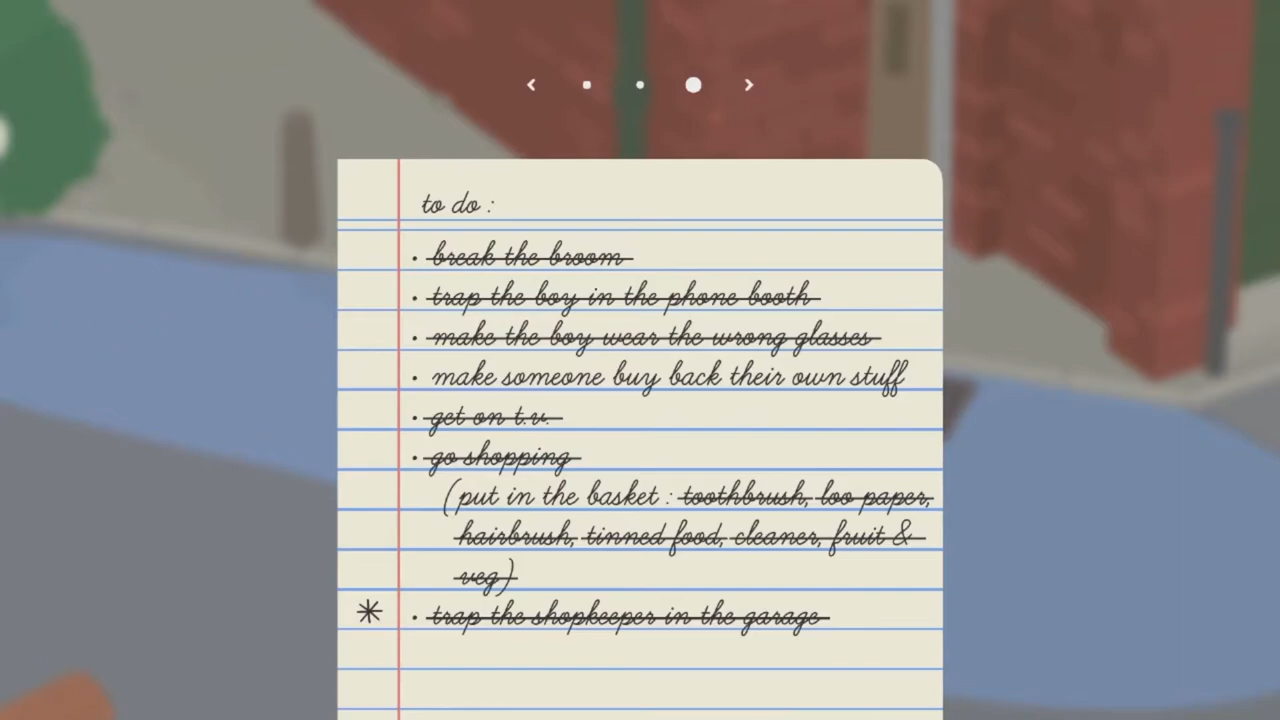 to do :
· break the broom
· trap the boy in the phone booth
· make the boy wear the wrong glasses
· make someone buy back their own stuff
· get on t.v.
· go shopping
(put in the basket : toothbrush, loo paper,
hairbrush, tinned food, cleaner, fruit &
veg)
* · trap the shopkeeper in the garage